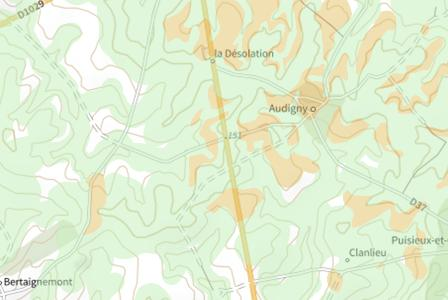 D1029
la Désolation
Audigny
151
D37
Puisieux-et-
Clanlieu
Bertaignemont